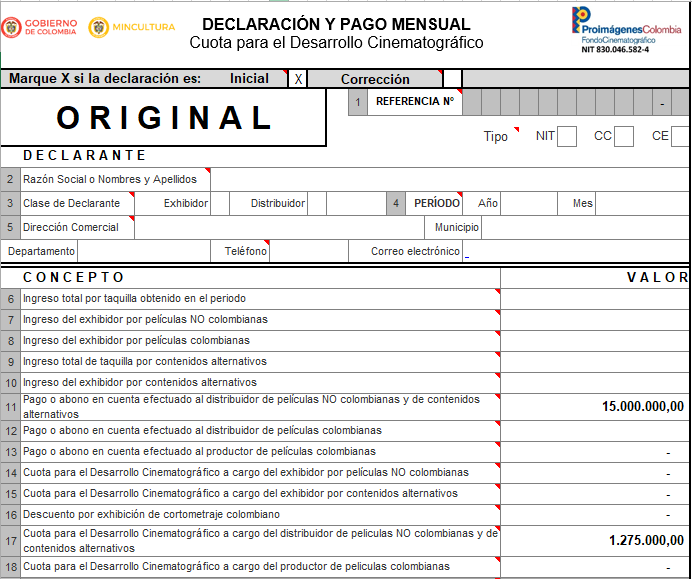 GOBIERNO
DE COLOMBIA
MINCULTURA
DECLARACIÓN Y PAGO MENSUAL
Cuota para el Desarrollo Cinematográfico
ProimágenesColombia
FondoCinematográfico
NIT 830.046.582-4
Marque X si la declaración es: Inicial X Corrección
ORIGINAL
1 REFERENCIA N° -
Tipo NIT CC CE
DECLARANTE
2 Razón Social o Nombres y Apellidos
3 Clase de Declarante Exhibidor Distribuidor 4 PERÍODO Año Mes
5 Dirección Comercial Municipio
Departamento Teléfono Correo electrónico _
CONCEPTO VALOR
6 Ingreso total por taquilla obtenido en el periodo
7 Ingreso del exhibidor por películas NO colombianas
8 Ingreso del exhibidor por películas colombianas
9 Ingreso total de taquilla por contenidos alternativos
10 Ingreso del exhibidor por contenidos alternativos
11 Pago o abono en cuenta efectuado al distribuidor de películas NO colombianas y de contenidos
alternativos 15.000.000,00
12 Pago o abono en cuenta efectuado al distribuidor de películas colombianas -
13 Pago o abono en cuenta efectuado al productor de películas colombianas -
14 Cuota para el Desarrollo Cinematográfico a cargo del exhibidor por películas NO colombianas -
15 Cuota para el Desarrollo Cinematográfico a cargo del exhibidor por contenidos alternativos -
16 Descuento por exhibición de cortometraje colombiano -
17 Cuota para el Desarrollo Cinematográfico a cargo del distribuidor de peliculas NO colombianas y de
contenidos alternativos 1.275.000,00
18 Cuota para el Desarrollo Cinematográfico a cargo del productor de peliculas colombianas -